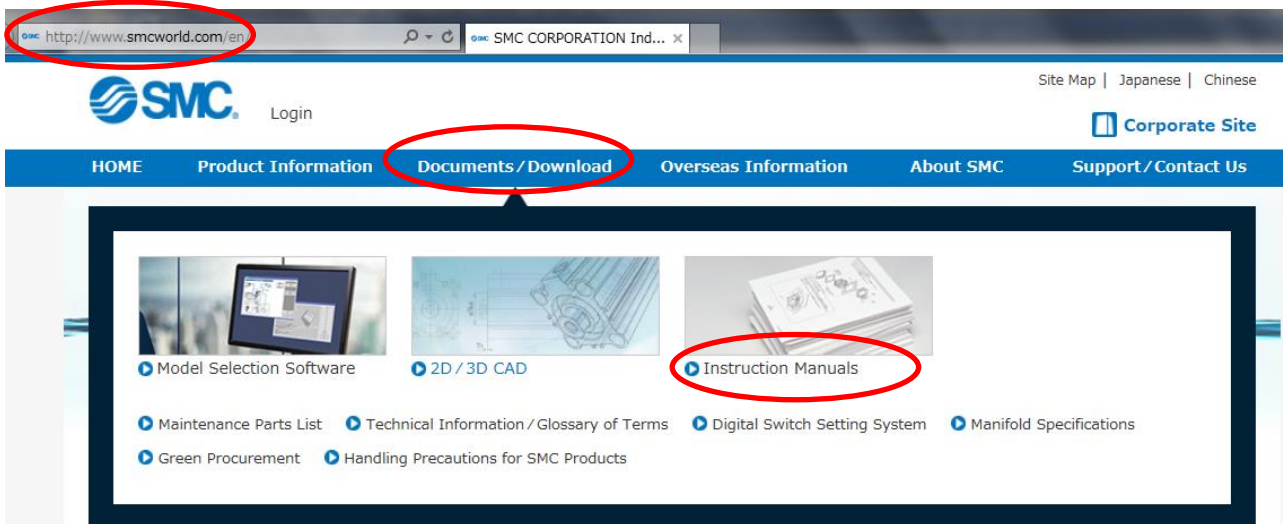 http://www.smcworld.com/en
SMC CORPORATION Ind...
Site Map | Japanese | Chinese
SMC. Login
Corporate Site
HOME Product Information Documents/Download Overseas Information About SMC Support/Contact Us
Model Selection Software 2D/3D CAD Instruction Manuals
Maintenance Parts List Technical Information/Glossary of Terms Digital Switch Setting System Manifold Specifications
Green Procurement Handling Precautions for SMC Products